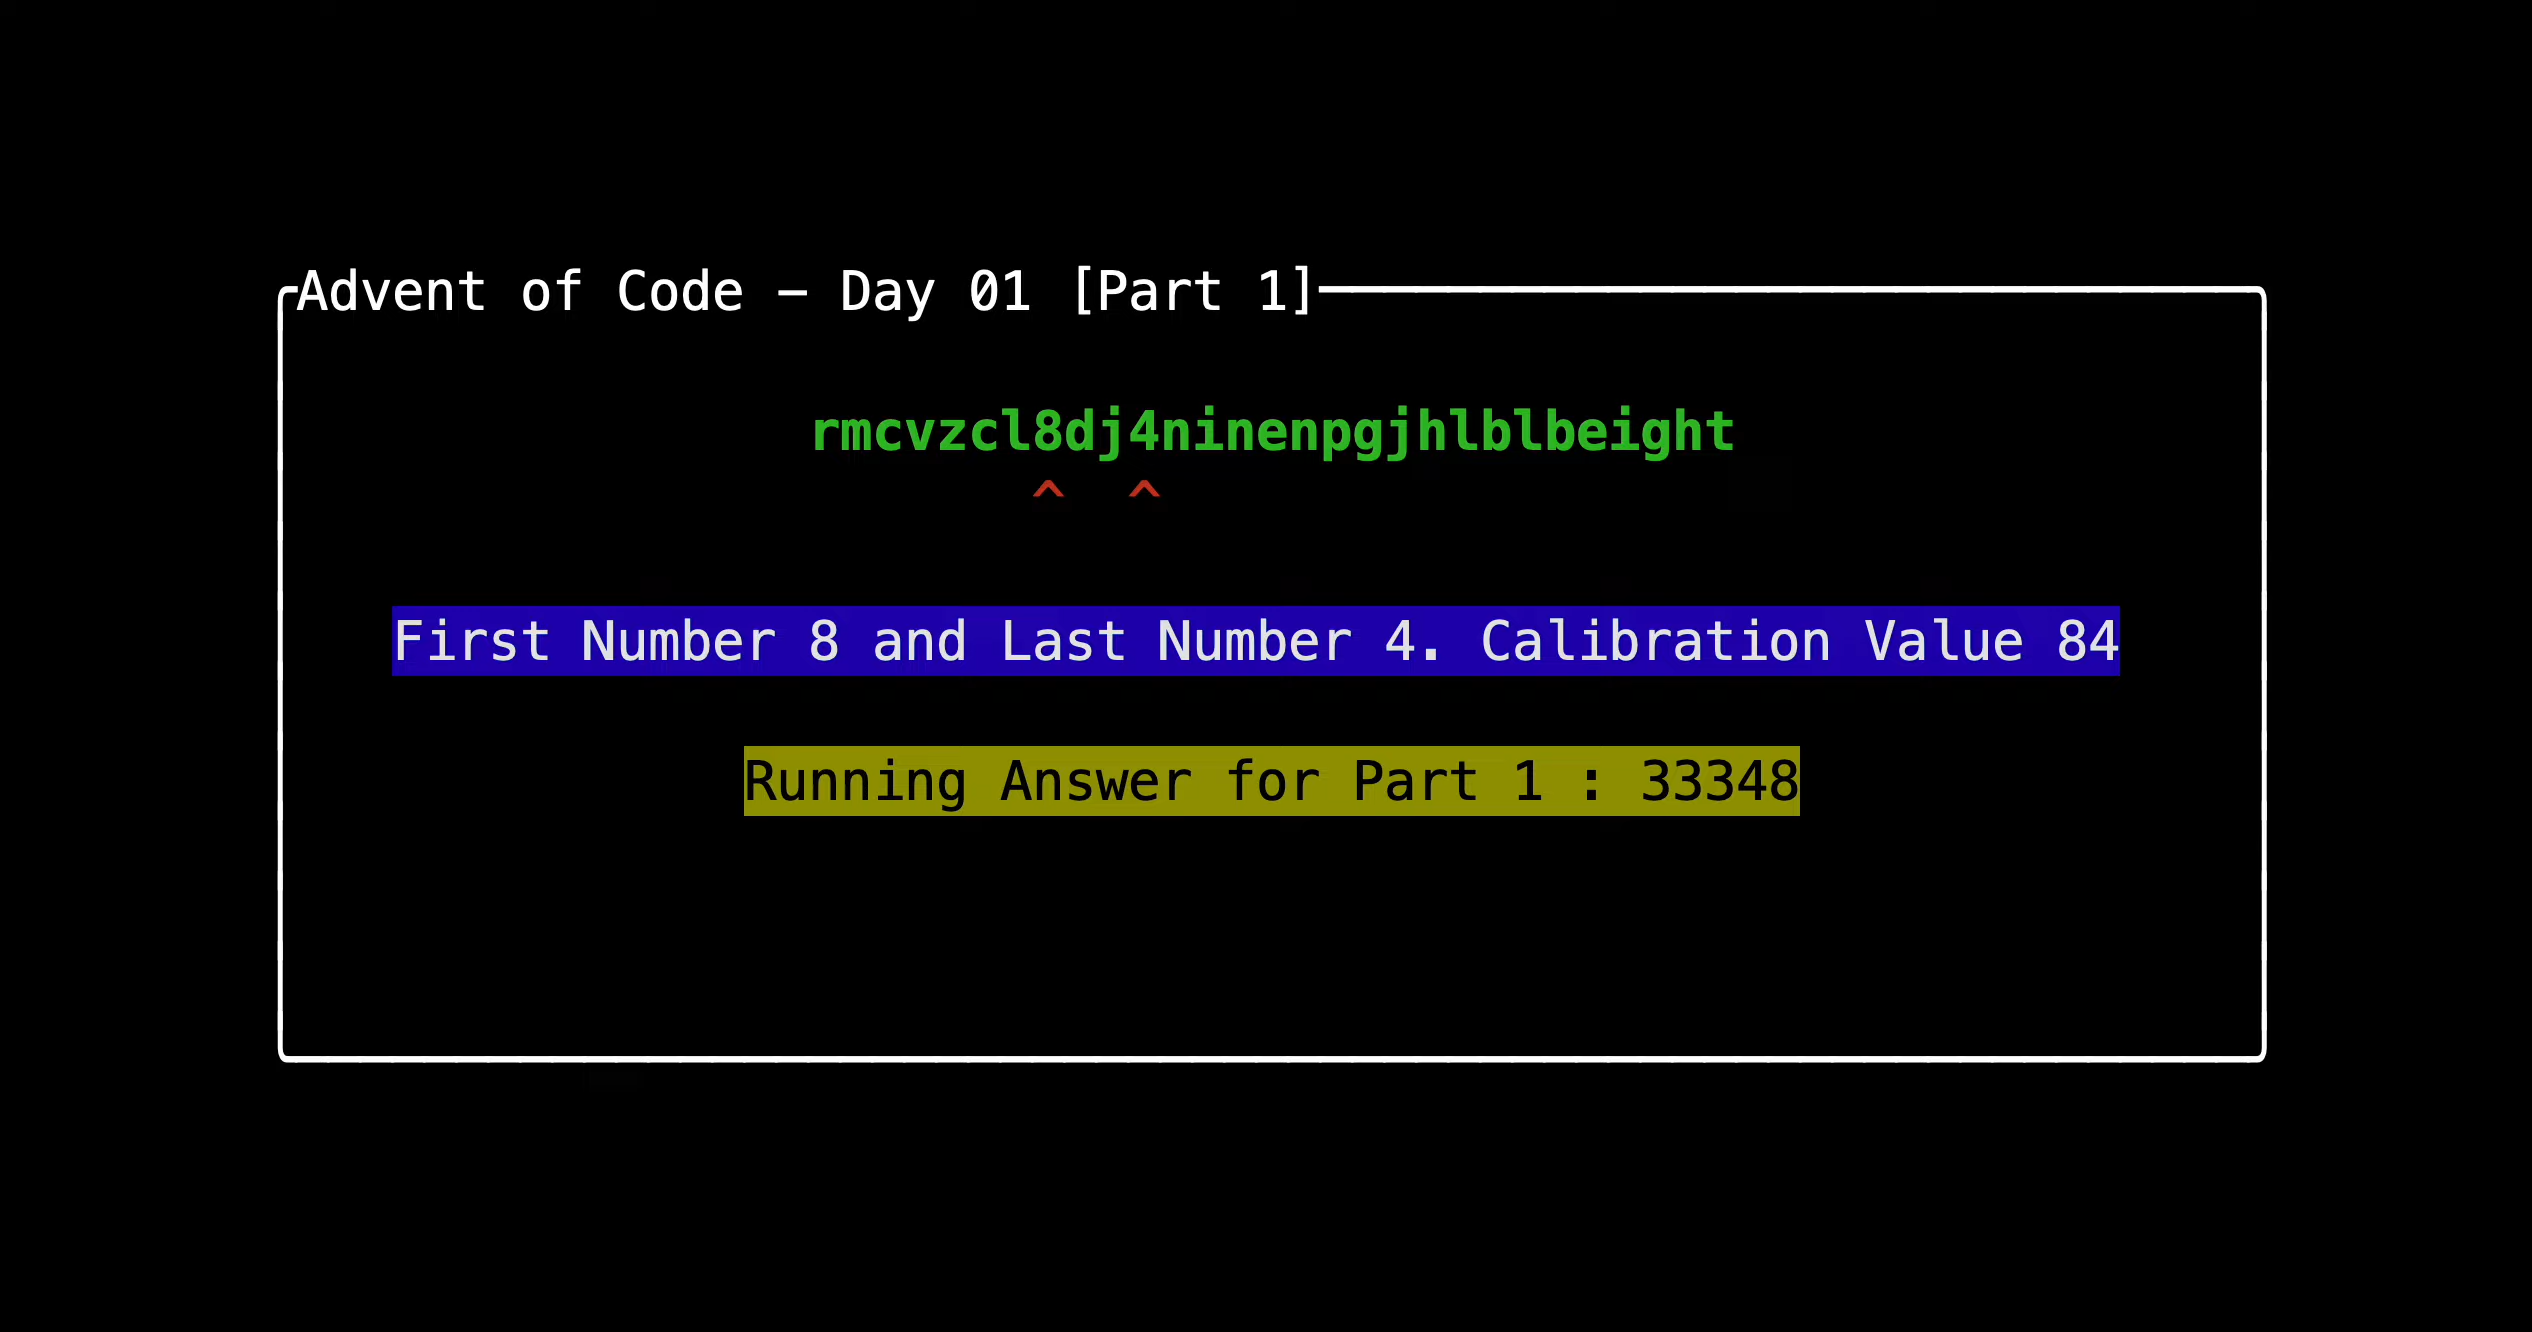 Advent of Code - Day 01 [Part 1]
rmcvzcl8dj4ninenpgjhlblbeight
^  ^
First Number 8 and Last Number 4. Calibration Value 84
Running Answer for Part 1 : 33348